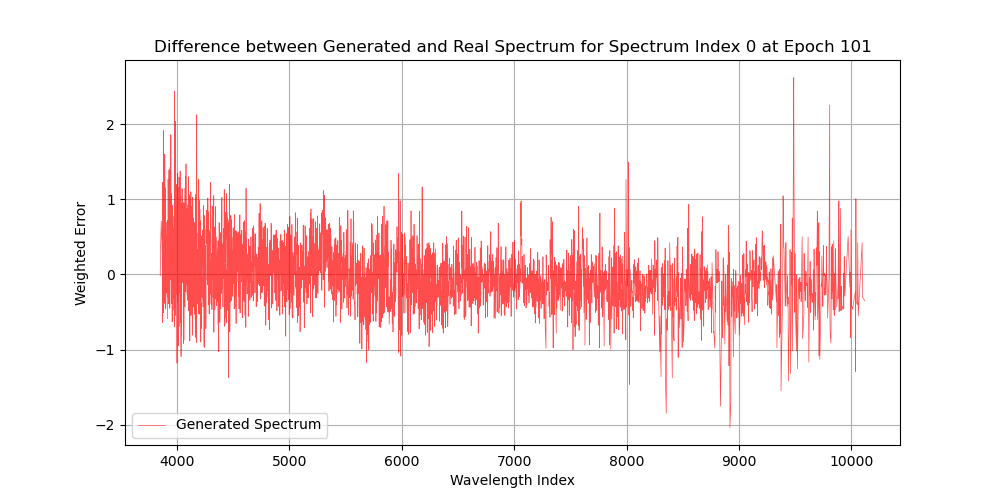 Difference between Generated and Real Spectrum for Spectrum Index 0 at Epoch 101
Weighted Error
2
1
0
−1
−2
Generated Spectrum
4000 5000 6000 7000 8000 9000 10000
Wavelength Index